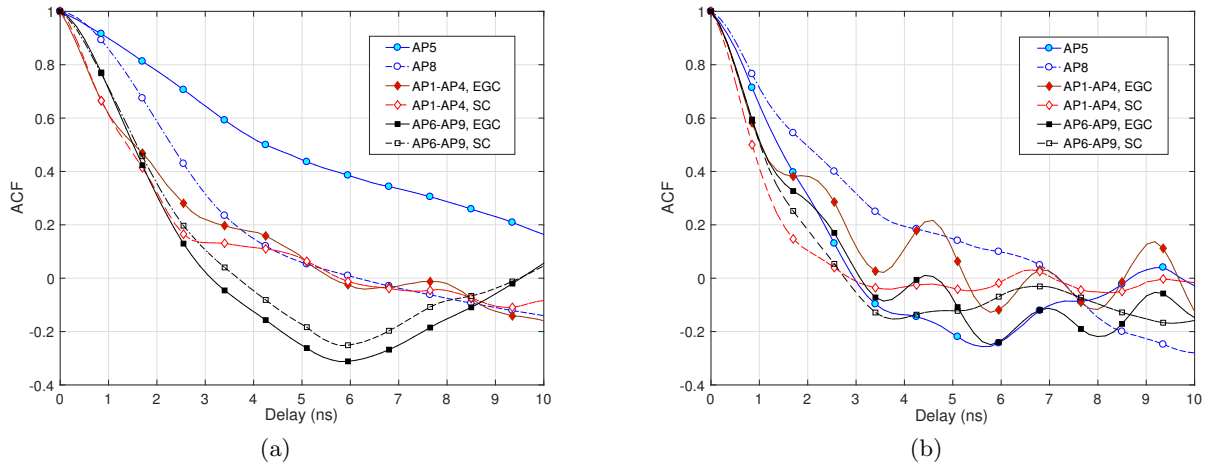 1
0.8
0.6
0.4
0.2
0
-0.2
-0.4
ACF
0 1 2 3 4 5 6 7 8 9 10
Delay (ns)
AP5
AP8
AP1-AP4, EGC
AP1-AP4, SC
AP6-AP9, EGC
AP6-AP9, SC
(a)
1
0.8
0.6
0.4
0.2
0
-0.2
-0.4
ACF
0 1 2 3 4 5 6 7 8 9 10
Delay (ns)
AP5
AP8
AP1-AP4, EGC
AP1-AP4, SC
AP6-AP9, EGC
AP6-AP9, SC
(b)